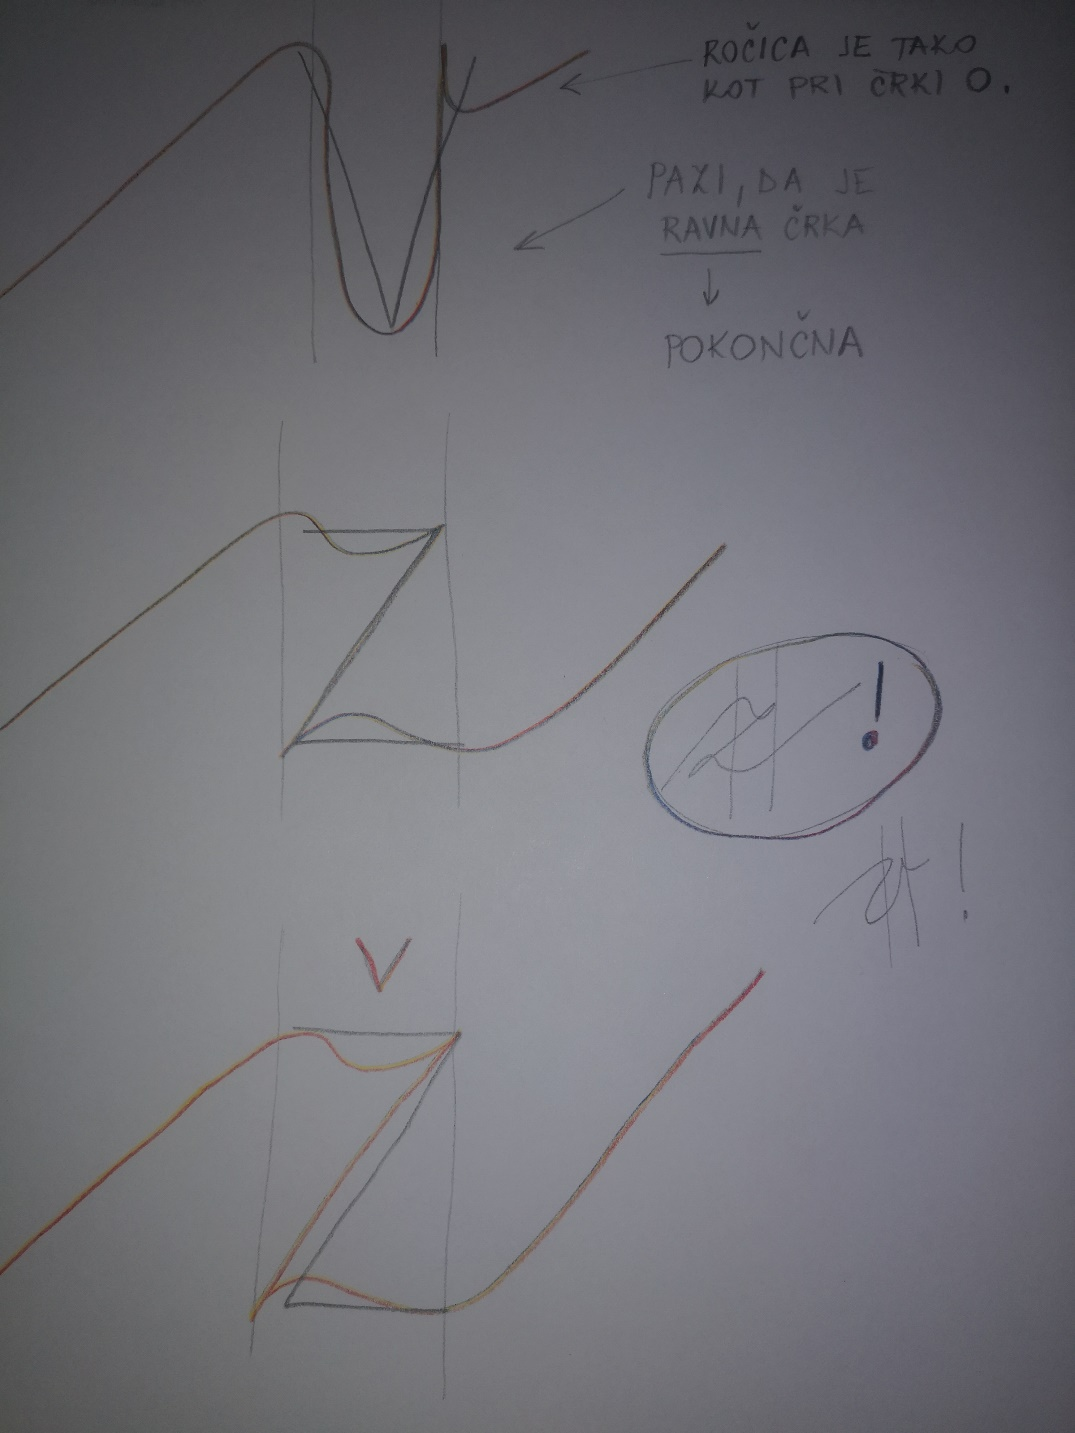 ROČICA JE TAKO
KOT PRI ČRKI O.
PAZI, DA JE
RAVNA ČRKA
POKONČNA
v
z
z
!
ž
z !